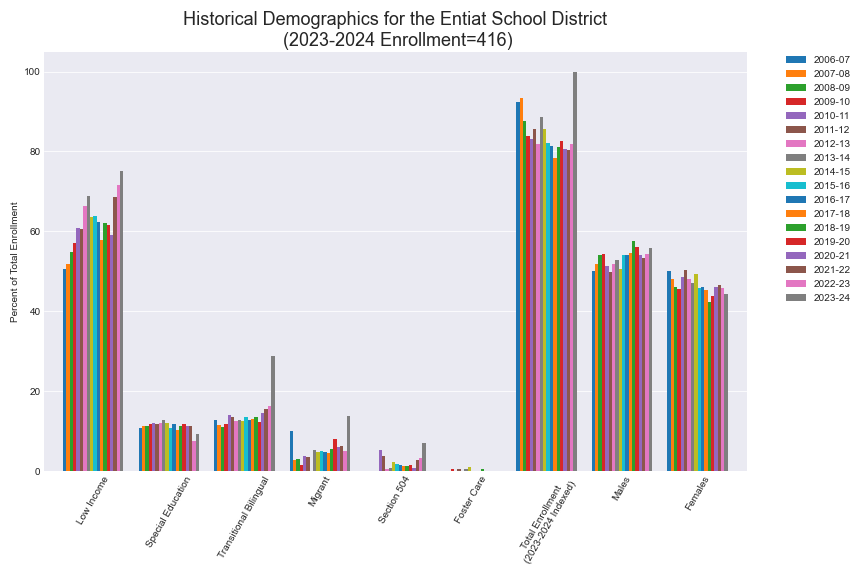 Historical Demographics for the Entiat School District
(2023-2024 Enrollment=416)
Percent of Total Enrollment
100
80
60
40
20
0
Low Income
Special Education
Transitional Bilingual
Migrant
Section 504
Foster Care
Total Enrollment
(2023-2024 Indexed)
Males
Females
2006-07
2007-08
2008-09
2009-10
2010-11
2011-12
2012-13
2013-14
2014-15
2015-16
2016-17
2017-18
2018-19
2019-20
2020-21
2021-22
2022-23
2023-24